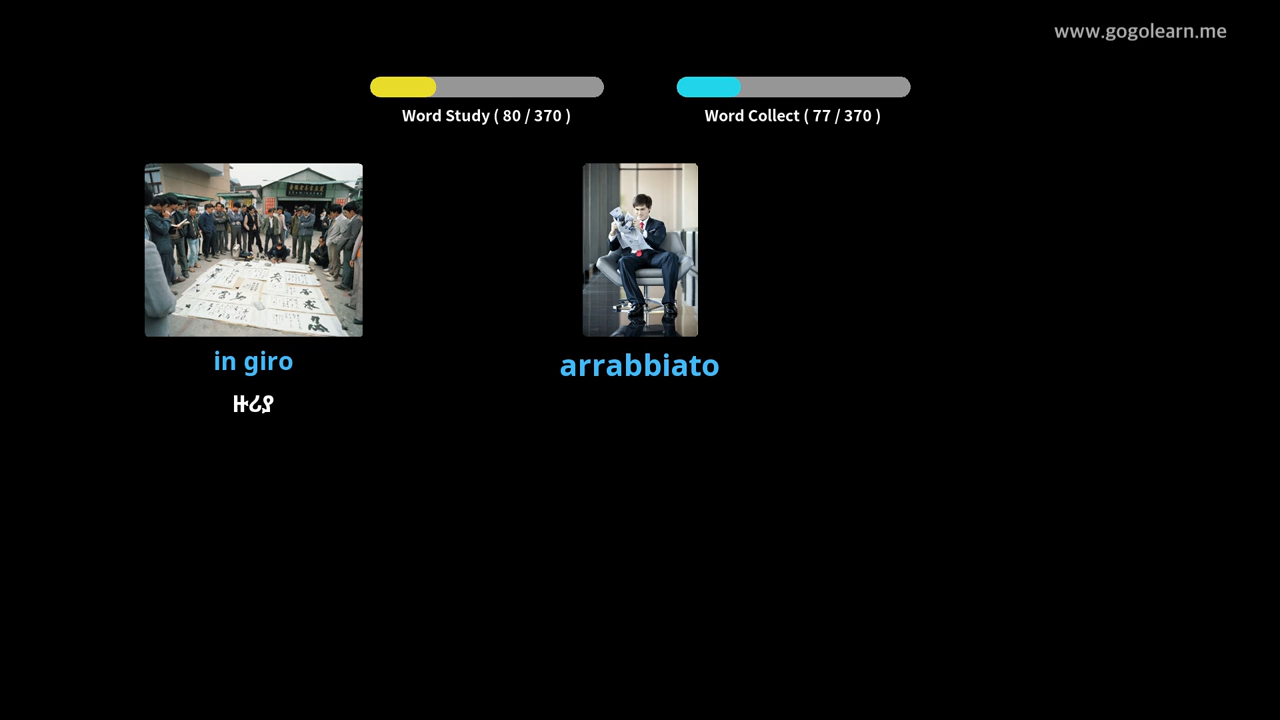 www.gogolearn.me
Word Study ( 80 / 370 )
Word Collect ( 77 / 370 )
in giro
ዙሪያ
arrabbiato